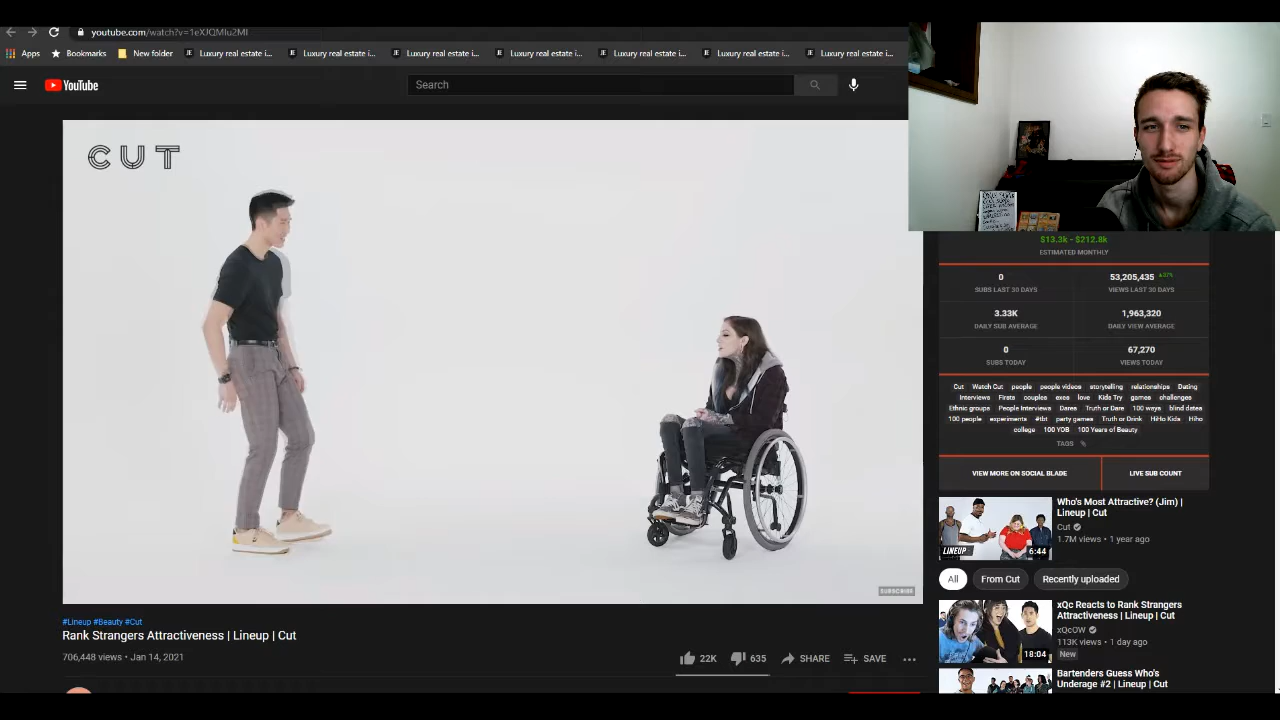 youtube.com/watch?v=1eXJQMIu2MI
Apps
Bookmarks
New folder
Luxury real estate i...
Luxury real estate i...
Luxury real estate i...
Luxury real estate i...
Luxury real estate i...
Luxury real estate i...
Luxury real estate i...
YouTube
Search
CUT
SUBSCRIBE
$13.3k - $212.8k
ESTIMATED MONTHLY
0
SUBS LAST 30 DAYS
53,205,435
VIEWS LAST 30 DAYS
3.33K
DAILY SUB AVERAGE
1,963,320
DAILY VIEW AVERAGE
0
SUBS TODAY
67,270
VIEWS TODAY
Cut Watch Cut people people videos storytelling relationships Dating
Interviews Firsts couples exes love Kids Try games challenges
Ethnic groups People Interviews Dares Truth or Dare 100 ways blind dates
100 people experiments #tbt party games Truth or Drink HiHo Kids Hiho
college 100 YOB 100 Years of Beauty
TAGS
VIEW MORE ON SOCIAL BLADE
LIVE SUB COUNT
LINEUP
6:44
Who's Most Attractive? (Jim) |
Lineup | Cut
Cut
1.7M views • 1 year ago
All
From Cut
Recently uploaded
18:04
xQc Reacts to Rank Strangers
Attractiveness | Lineup | Cut
xQcOW
113K views • 1 day ago
New
Bartenders Guess Who's
Underage #2 | Lineup | Cut
#Lineup #Beauty #Cut
Rank Strangers Attractiveness | Lineup | Cut
706,448 views • Jan 14, 2021
22K
635
SHARE
SAVE